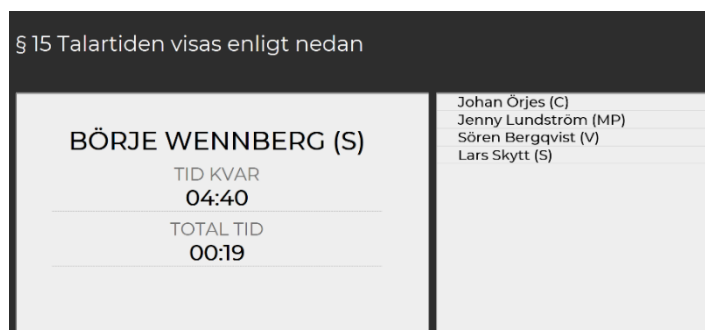 § 15 Talartiden visas enligt nedan
BÖRJE WENNBERG (S)
TID KVAR
04:40
TOTAL TID
00:19
Johan Örjes (C)
Jenny Lundström (MP)
Sören Bergqvist (V)
Lars Skytt (S)